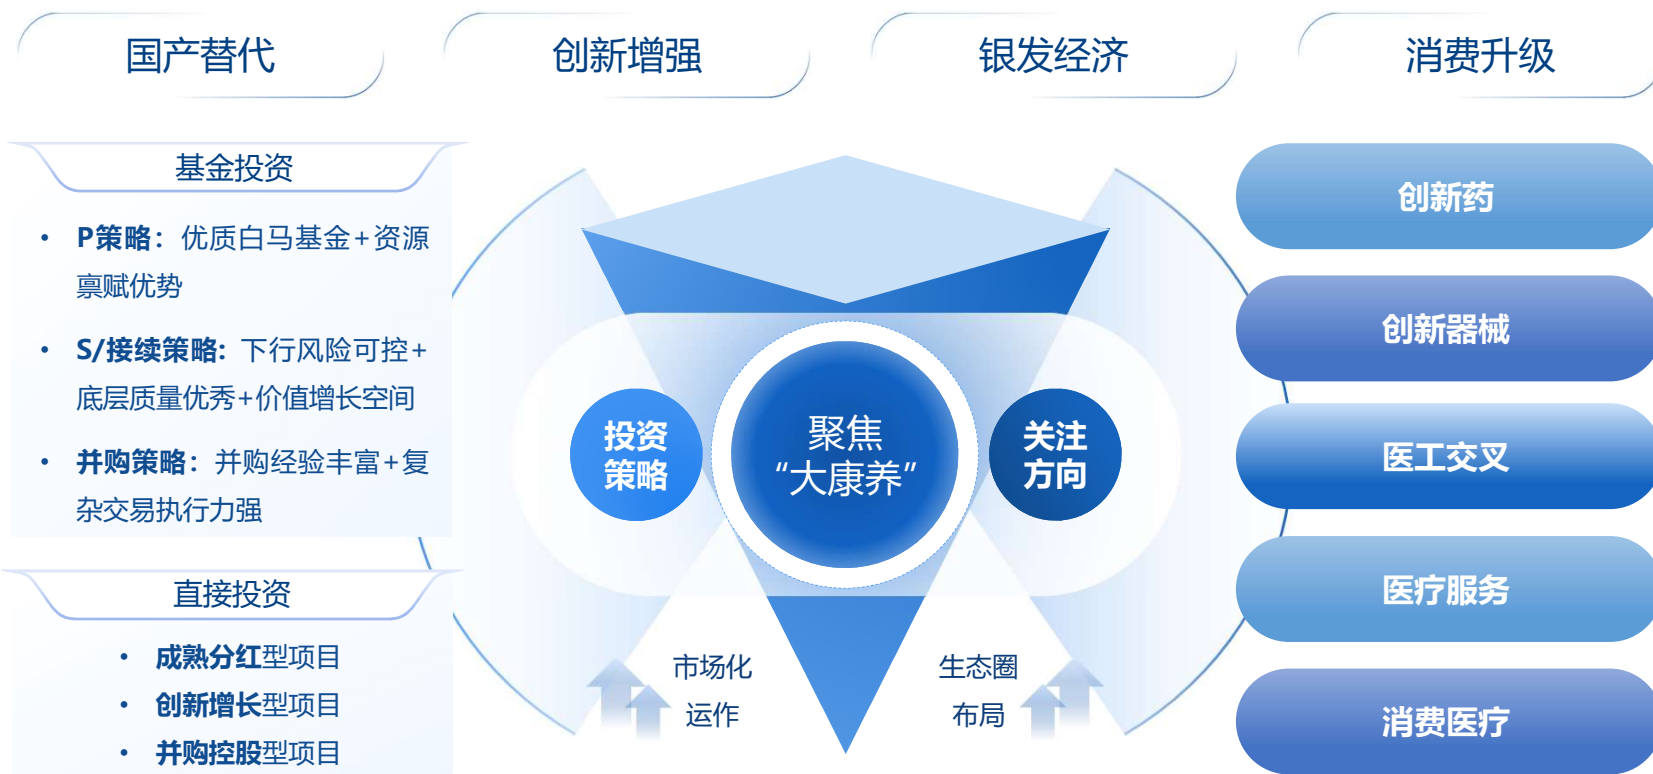 国产替代
创新增强
银发经济
消费升级
基金投资
• P策略：优质白马基金+资源
禀赋优势
• S/接续策略：下行风险可控+
底层质量优秀+价值增长空间
• 并购策略：并购经验丰富+复
杂交易执行力强
直接投资
• 成熟分红型项目
• 创新增长型项目
• 并购控股型项目
投资
策略
聚焦
“大康养”
关注
方向
市场化
运作
生态圈
布局
创新药
创新器械
医工交叉
医疗服务
消费医疗